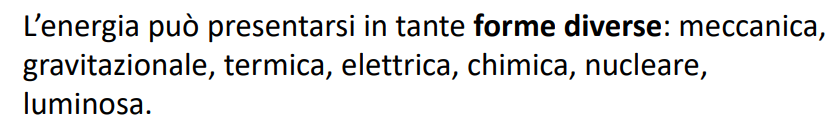 L’energia può presentarsi in tante forme diverse: meccanica,
gravitazionale, termica, elettrica, chimica, nucleare,
luminosa.